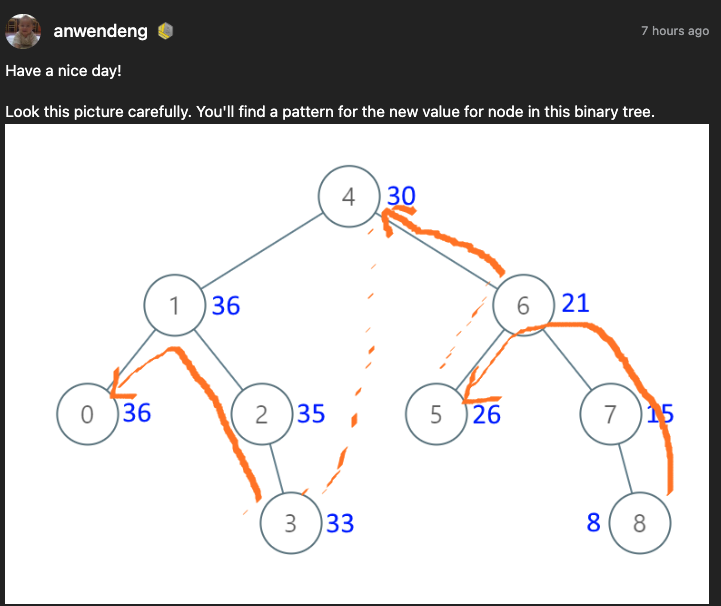 anwendeng
7 hours ago
Have a nice day!
Look this picture carefully. You'll find a pattern for the new value for node in this binary tree.
4 30
1 36
6 21
0 36
2 35
5 26
7 15
3 33
8 8